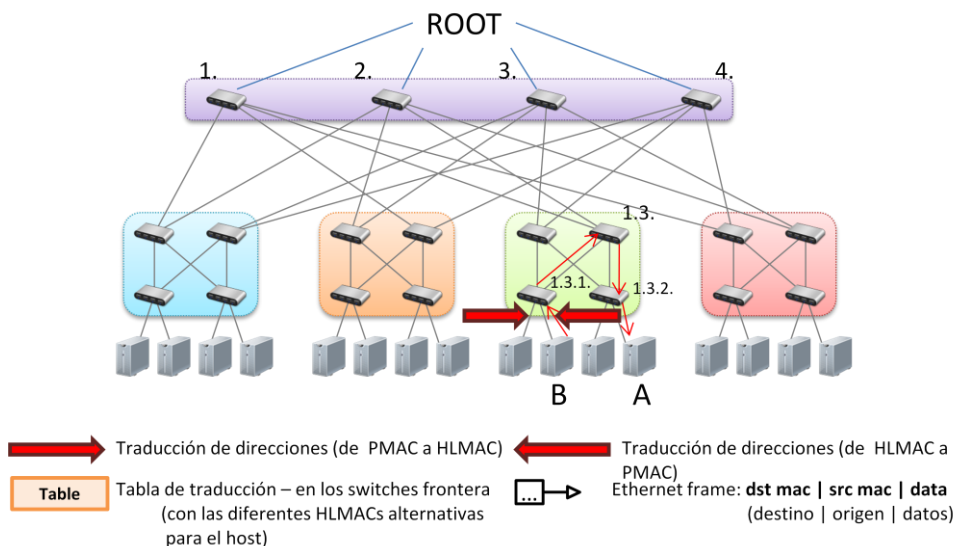 ROOT
1. 2. 3. 4.
1.3.
1.3.1. 1.3.2.
B A
Traducción de direcciones (de PMAC a HLMAC)
Traducción de direcciones (de HLMAC a
PMAC)
Table
Tabla de traducción – en los switches frontera
(con las diferentes HLMACs alternativas
para el host)
...
Ethernet frame: dst mac | src mac | data
(destino | origen | datos)